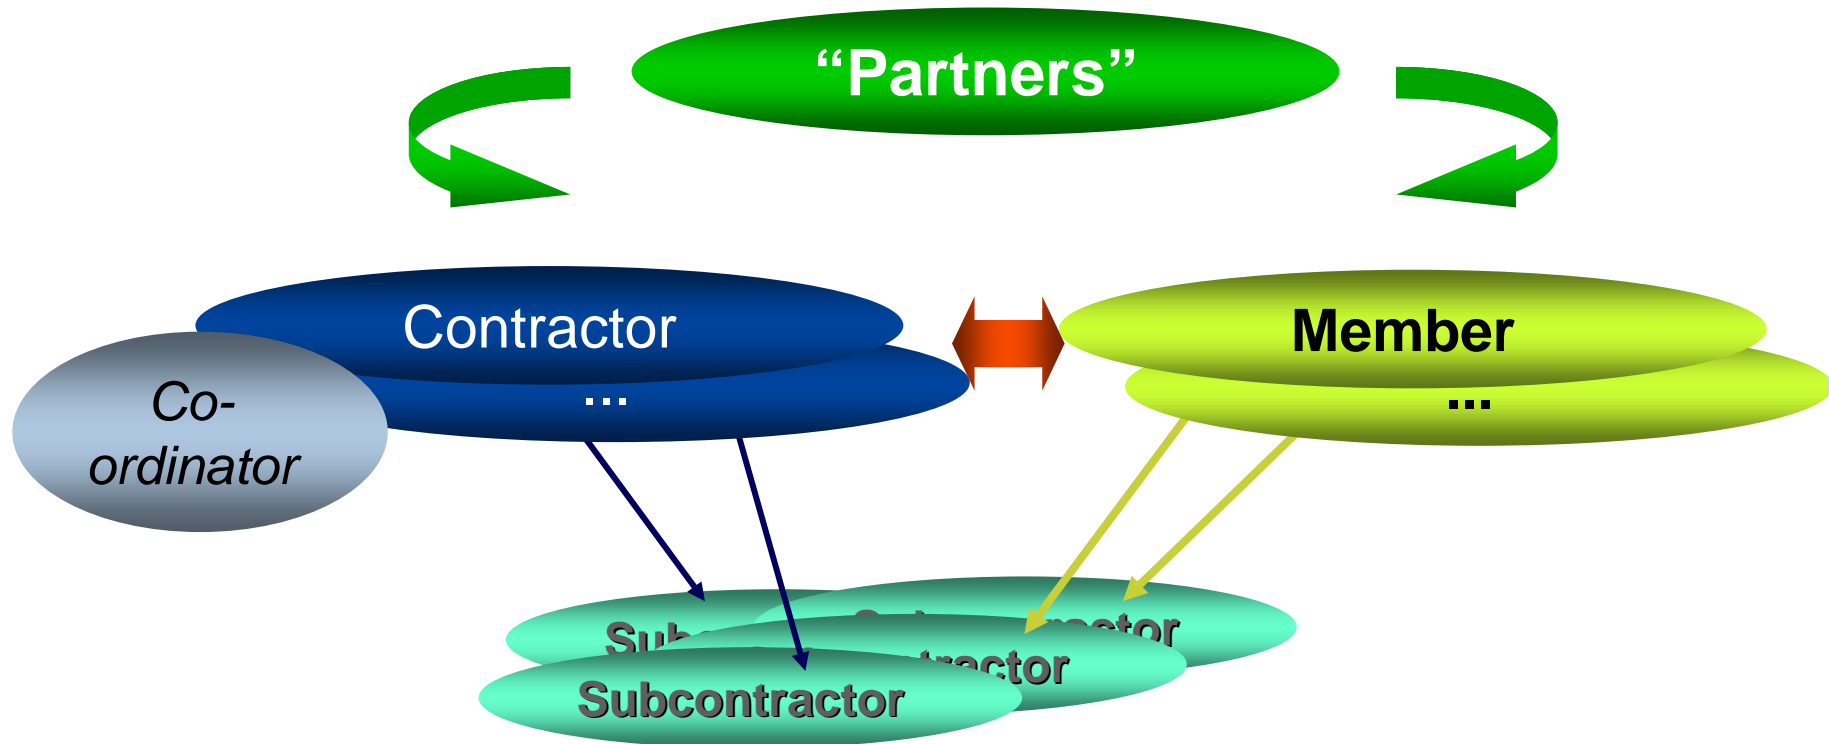 “Partners”
Contractor
...
Member
...
Co-
ordinator
Subcontractor